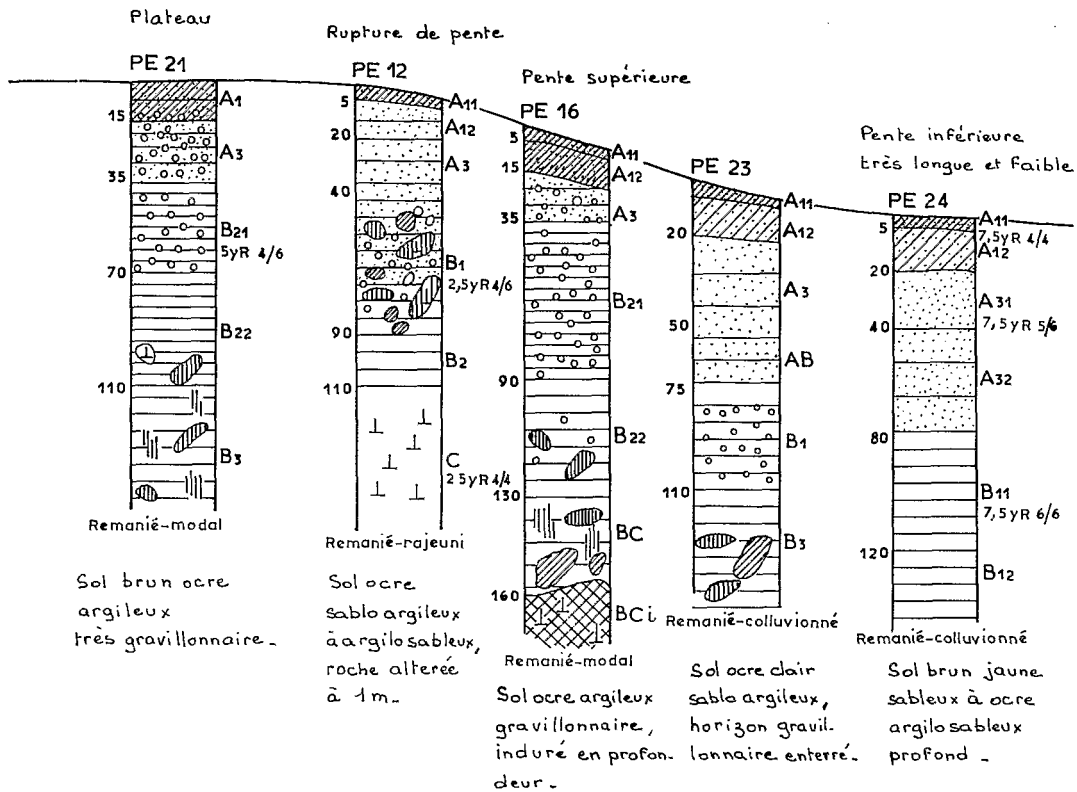 Plateau
PE 21
A1
15
A3
35
B21
5yR 4/6
70
B22
110
B3
Remanié-modal
Sol brun ocre
argileux
très gravillonnaire.
Rupture de pente
PE 12
5
A11
20
A12
A3
40
B1
2,5yR4/6
90
B2
110
C
25yR4/4
Remanié-rajeuni
Sol ocre
sablo argileux
à argilo sableux,
roche alterée
à 1m.
Pente supérieure
PE 16
5
A11
15
A12
35
A3
B21
90
B22
130
BC
160
BCi
Remanié-modal
Sol ocre argileux
gravillonnaire,
induré en profon-
deur.
PE 23
A11
20
A12
A3
50
AB
75
B1
110
B3
Remanié-colluvionné
Sol ocre clair
sablo argileux,
horizon gravil-
lonnaire enterré.
Pente inférieure
très longue et faible
PE 24
A11
5
7,5yR 4/4
A12
20
A31
7,5yR 5/6
40
A32
80
B11
7,5yR 6/6
120
B12
Remanié-colluvionné
Sol brun jaune
sableux à ocre
argilo sableux
profond.